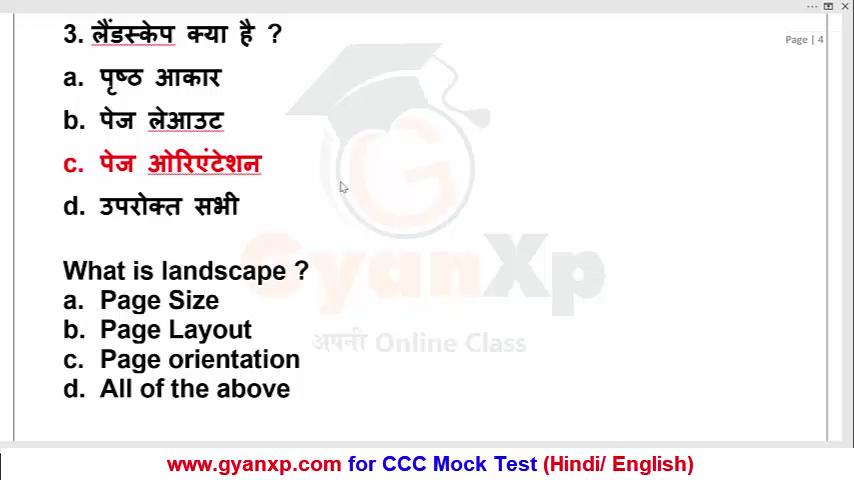 Page | 4
3. लैंडस्केप क्या है ?
a. पृष्ठ आकार
b. पेज लेआउट
c. पेज ओरिएंटेशन
d. उपरोक्त सभी
What is landscape ?
a. Page Size
b. Page Layout
c. Page orientation
d. All of the above
GyanXp
अपनी Online Class
www.gyanxp.com for CCC Mock Test (Hindi/ English)